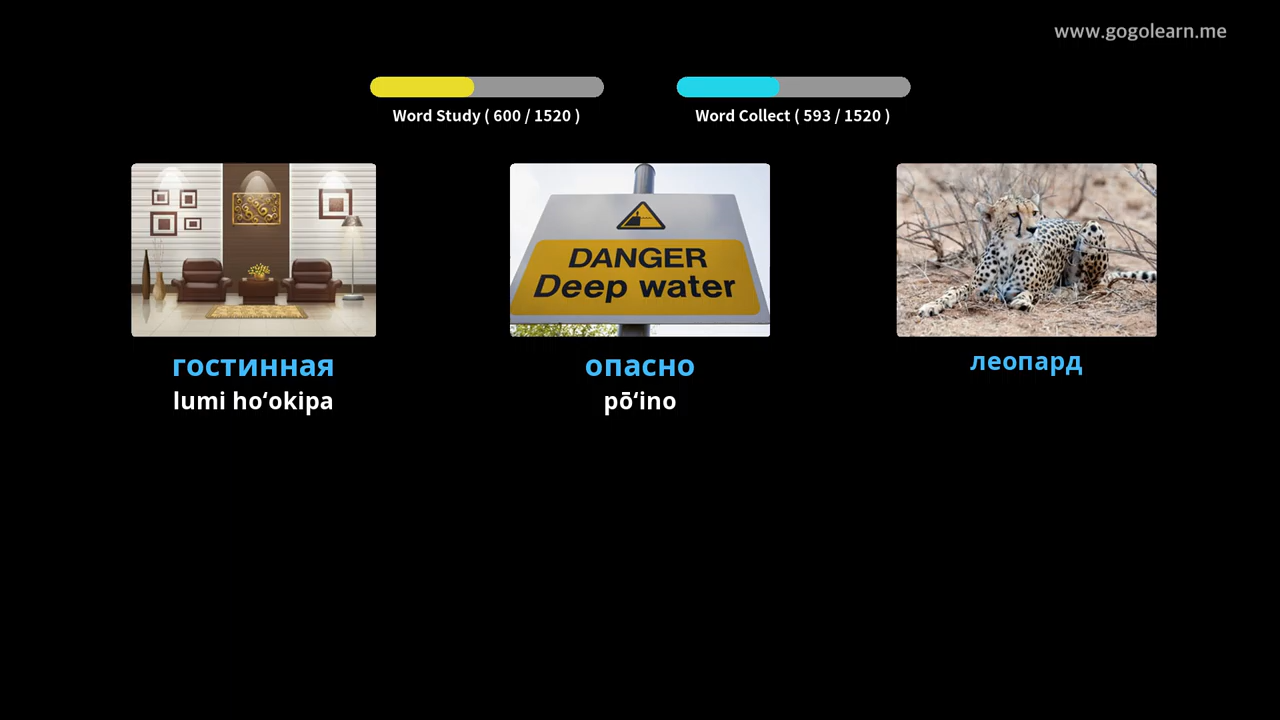 www.gogolearn.me
Word Study ( 600 / 1520 )
Word Collect ( 593 / 1520 )
DANGER
Deep water
гостинная
lumi hoʻokipa
опасно
pōʻino
леопард